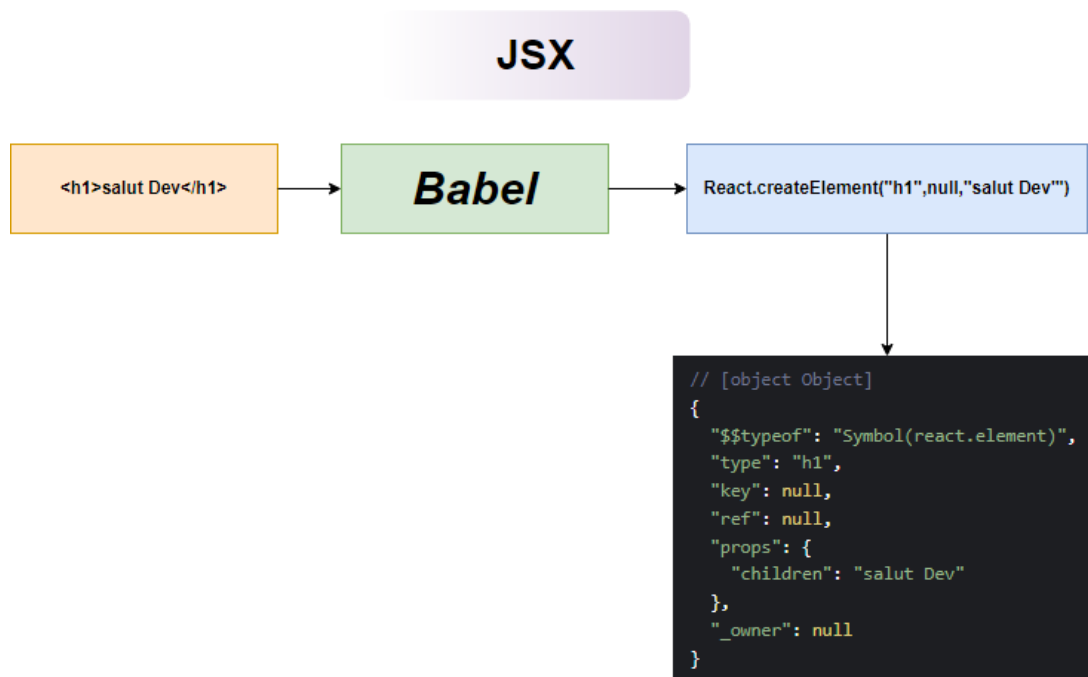 JSX
<h1>salut Dev</h1>
Babel
React.createElement("h1",null,"salut Dev'")
// [object Object]
{
  "$$typeof": "Symbol(react.element)",
  "type": "h1",
  "key": null,
  "ref": null,
  "props": {
    "children": "salut Dev"
  },
  "_owner": null
}